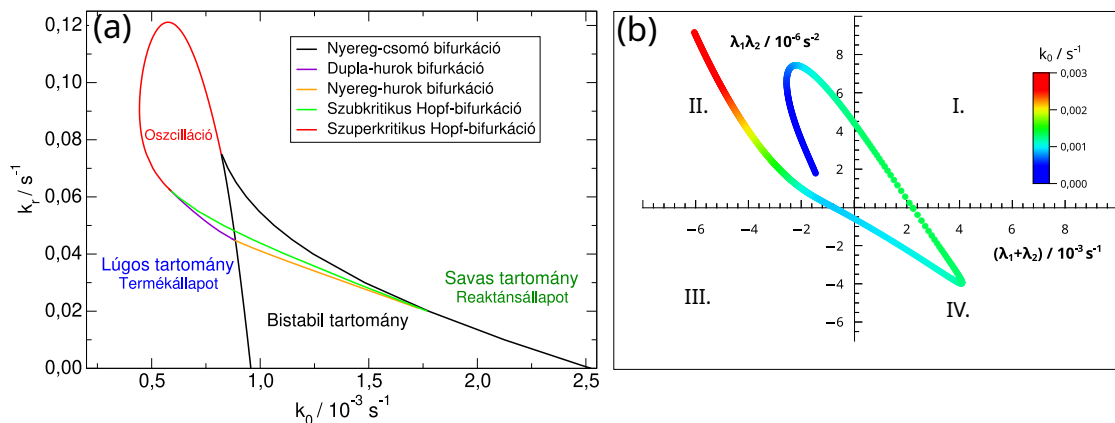 (a)
0,12
0,10
0,08
0,06
0,04
0,02
0,00
k_r / s⁻¹
Nyereg-csomó bifurkáció
Dupla-hurok bifurkáció
Nyereg-hurok bifurkáció
Szubkritikus Hopf-bifurkáció
Szuperkritikus Hopf-bifurkáció
Oszcilláció
Lúgos tartomány
Termékállapot
Savas tartomány
Reaktánsállapot
Bistabil tartomány
0,5 1,0 1,5 2,0 2,5
k₀ / 10⁻³ s⁻¹
(b)
λ₁λ₂ / 10⁻⁶ s⁻²
8
6
4
2
−2
−4
−6
−6 −4 −2 0 2 4 6 8
(λ₁+λ₂) / 10⁻³ s⁻¹
I.
II.
III.
IV.
k₀ / s⁻¹
0,003
0,002
0,001
0,000